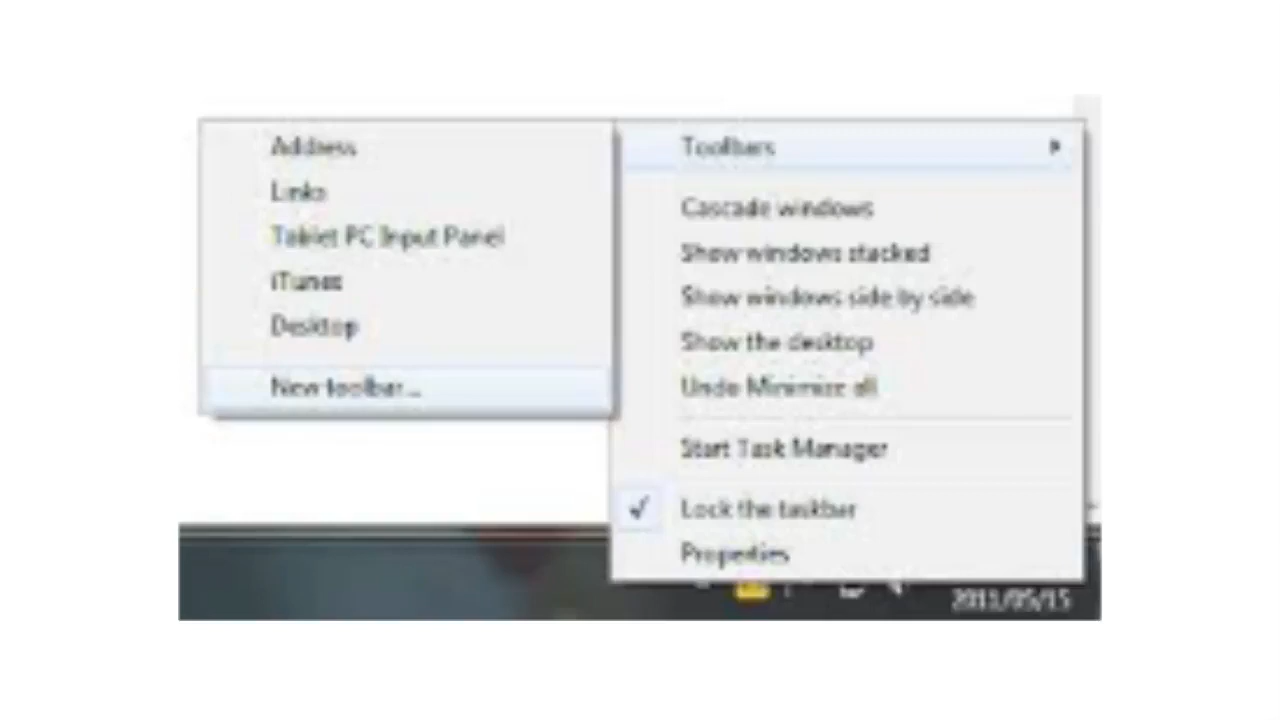 Address
Links
Tablet PC Input Panel
iTunes
Desktop
New toolbar...
Toolbars
Cascade windows
Show windows stacked
Show windows side by side
Show the desktop
Undo Minimize all
Start Task Manager
Lock the taskbar
Properties
2011/05/15